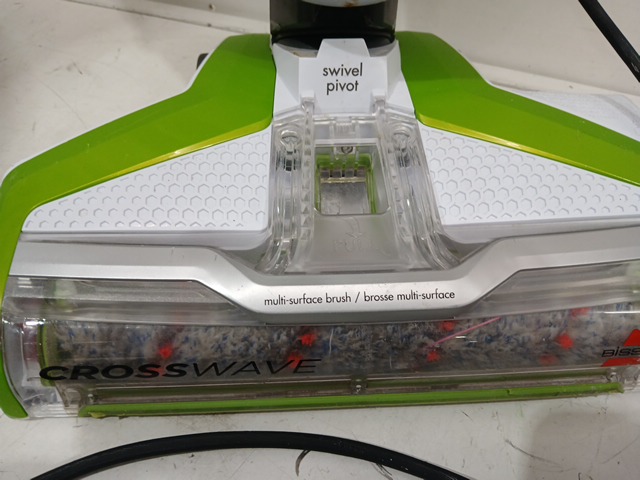 swivel
pivot
multi-surface brush / brosse multi-surface
CROSSWAVE